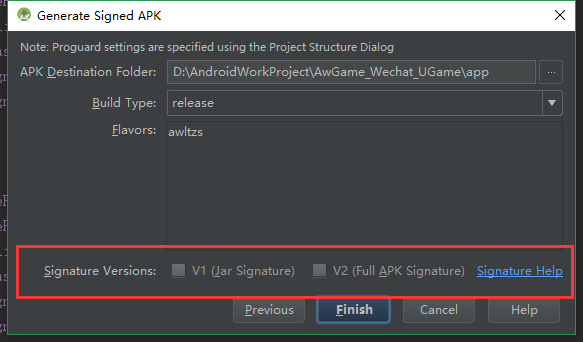 Generate Signed APK
Note: Proguard settings are specified using the Project Structure Dialog
APK Destination Folder: D:\AndroidWorkProject\AwGame_Wechat_UGame\app ...
Build Type: release
Flavors: awltzs
Signature Versions: V1 (Jar Signature) V2 (Full APK Signature) Signature Help
Previous Finish Cancel Help